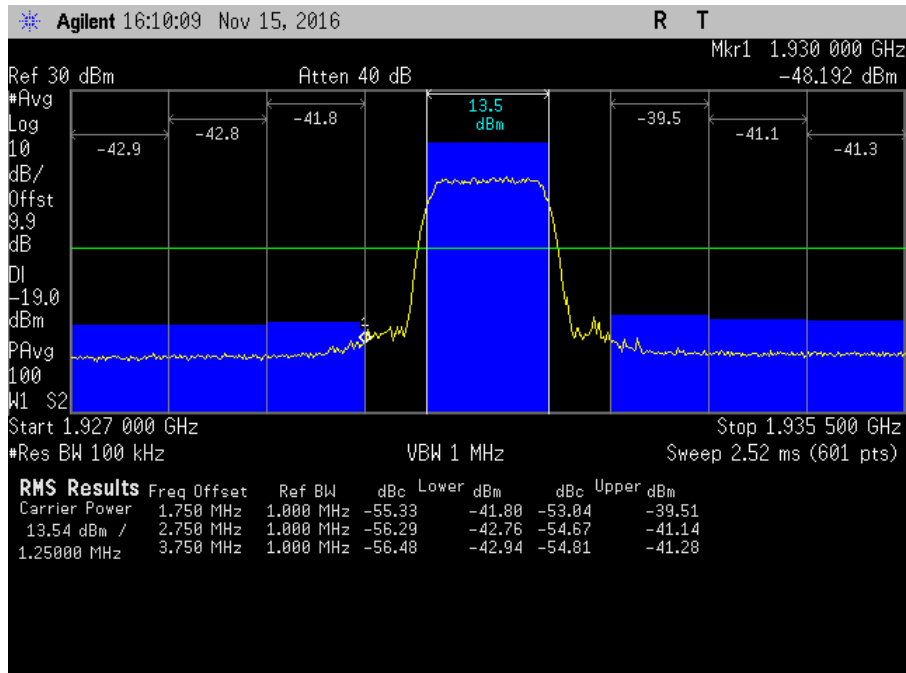 Agilent 16:10:09 Nov 15, 2016 R T
Mkr1 1.930 000 GHz
Ref 30 dBm Atten 40 dB -48.192 dBm
#Avg
Log
10
dB/
Offst
9.9
dB
DI
-19.0
dBm
PAvg
100
W1 S2
-42.9
-42.8
-41.8
13.5
dBm
-39.5
-41.1
-41.3
1
Start 1.927 000 GHz Stop 1.935 500 GHz
#Res BW 100 kHz VBW 1 MHz Sweep 2.52 ms (601 pts)
RMS Results Freq Offset Ref BW dBc Lower dBm dBc Upper dBm
Carrier Power 1.750 MHz 1.000 MHz -55.33 -41.80 -53.04 -39.51
13.54 dBm / 2.750 MHz 1.000 MHz -56.29 -42.76 -54.67 -41.14
1.25000 MHz 3.750 MHz 1.000 MHz -56.48 -42.94 -54.81 -41.28